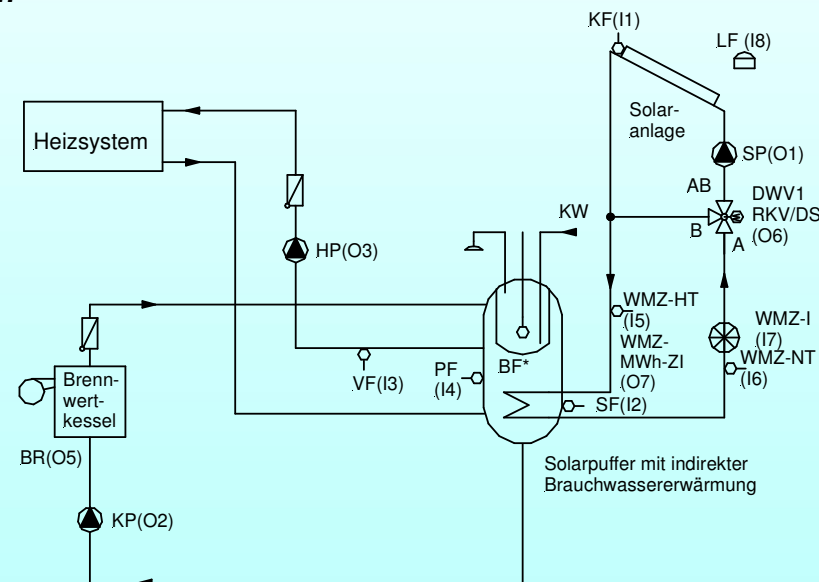 KF(I1)
LF (I8)
Solar-
anlage
Heizsystem
SP(O1)
AB
DWV1
RKV/DS
(O6)
KW
B
A
HP(O3)
WMZ-HT
(I5)
WMZ-
MWh-ZI
(O7)
WMZ-I
(I7)
WMZ-NT
(I6)
BF*
PF
(I4)
VF(I3)
SF(I2)
Brenn-
wert-
kessel
BR(O5)
Solarpuffer mit indirekter
Brauchwassererwärmung
KP(O2)